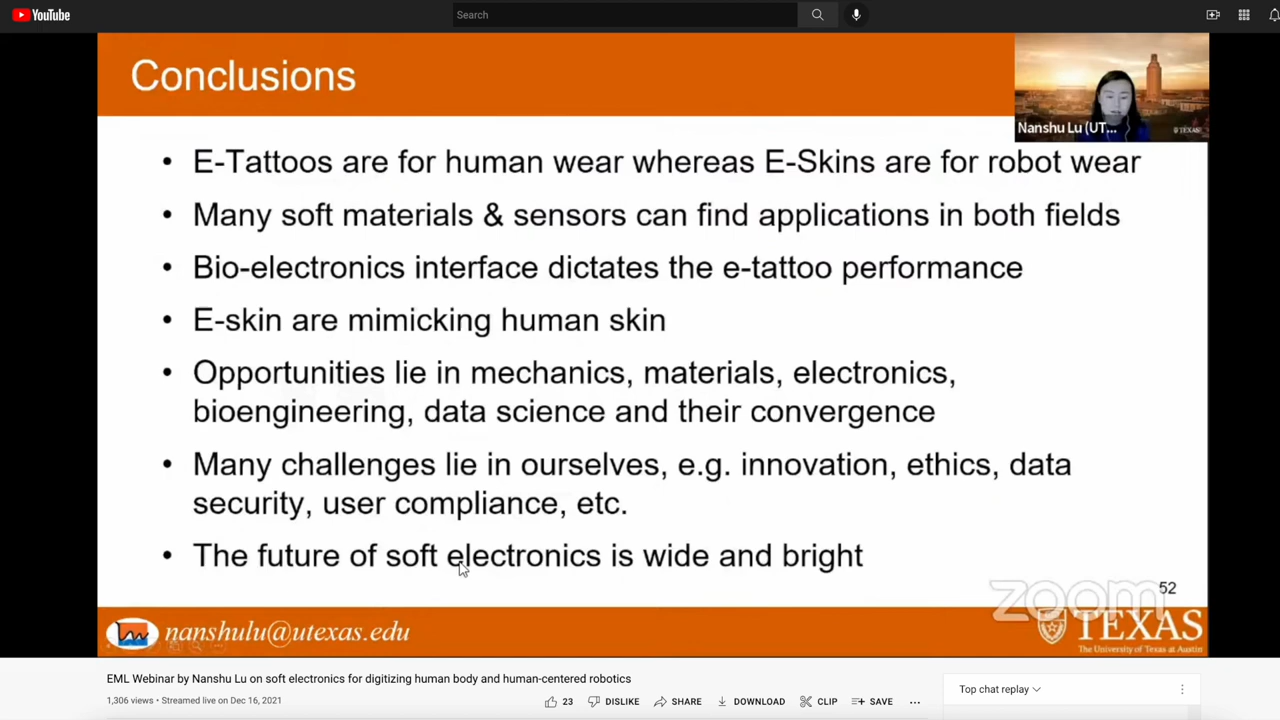 YouTube
Search
Conclusions
Nanshu Lu (UT...
TEXAS
• E-Tattoos are for human wear whereas E-Skins are for robot wear
• Many soft materials & sensors can find applications in both fields
• Bio-electronics interface dictates the e-tattoo performance
• E-skin are mimicking human skin
• Opportunities lie in mechanics, materials, electronics,
bioengineering, data science and their convergence
• Many challenges lie in ourselves, e.g. innovation, ethics, data
security, user compliance, etc.
• The future of soft electronics is wide and bright
52
zoom
nanshulu@utexas.edu
TEXAS
The University of Texas at Austin
EML Webinar by Nanshu Lu on soft electronics for digitizing human body and human-centered robotics
1,306 views • Streamed live on Dec 16, 2021
23 DISLIKE SHARE DOWNLOAD CLIP SAVE ...
Top chat replay